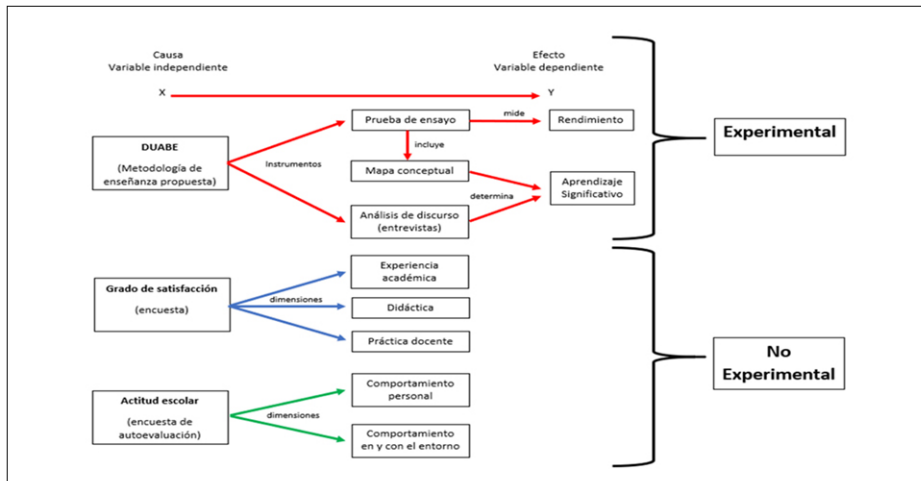 Causa
Variable independiente
Efecto
Variable dependiente
X
Y
Prueba de ensayo
mide
Rendimiento
Experimental
incluye
DUABE
(Metodología de
enseñanza propuesta)
Instrumentos
Mapa conceptual
determina
Aprendizaje
Significativo
Análisis de discurso
(entrevistas)
Experiencia
académica
Grado de satisfacción
(encuesta)
dimensiones
Didáctica
Práctica docente
No
Experimental
Comportamiento
personal
Actitud escolar
(encuesta de
autoevaluación)
dimensiones
Comportamiento
en y con el entorno